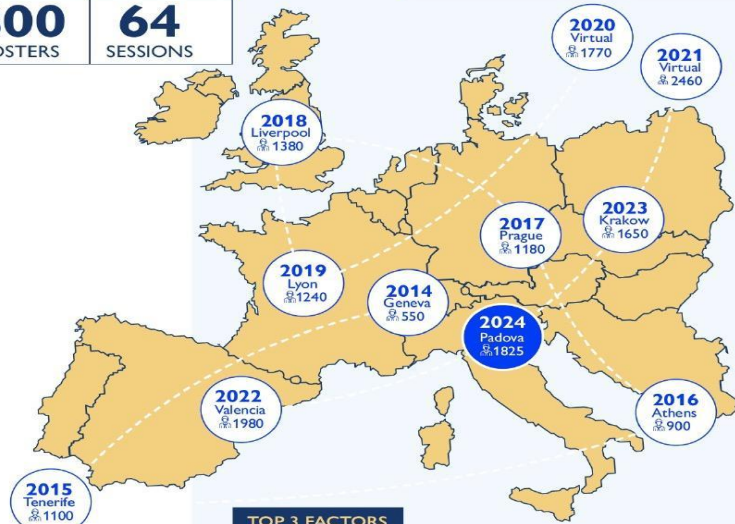 64
SESSIONS
2020
Virtual
1770
2021
Virtual
2460
2018
Liverpool
1380
2017
Prague
1180
2023
Krakow
1650
2019
Lyon
1240
2014
Geneva
550
2024
Padova
1825
2022
Valencia
1980
2016
Athens
900
2015
Tenerife
1100
TOP 3 FACTORS